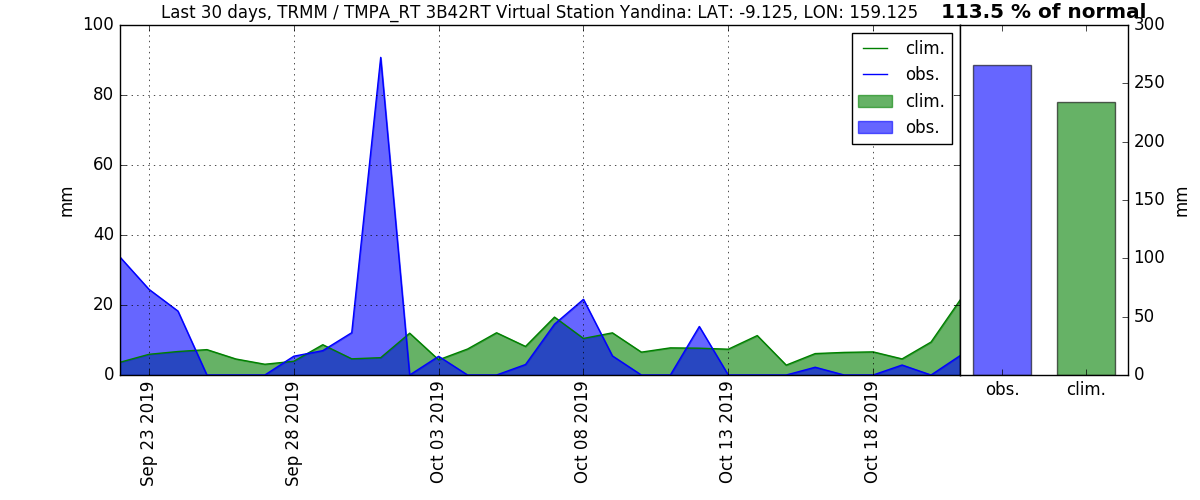 Last 30 days, TRMM / TMPA_RT 3B42RT Virtual Station Yandina: LAT: -9.125, LON: 159.125
113.5 % of normal
100
80
60
40
20
0
mm
clim.
obs.
clim.
obs.
300
250
200
150
100
50
0
mm
obs.
clim.
Sep 23 2019
Sep 28 2019
Oct 03 2019
Oct 08 2019
Oct 13 2019
Oct 18 2019